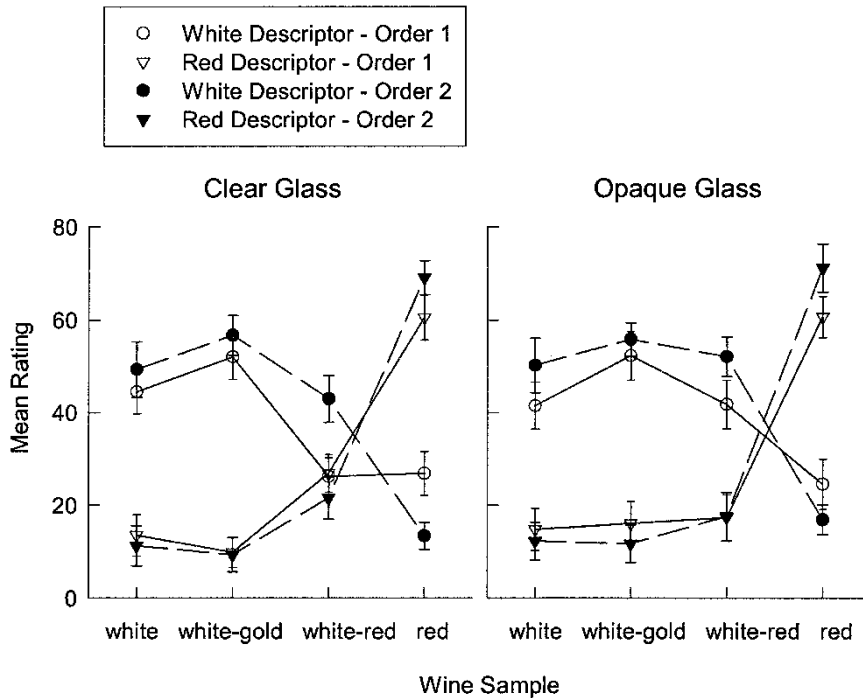 White Descriptor - Order 1
Red Descriptor - Order 1
White Descriptor - Order 2
Red Descriptor - Order 2
Clear Glass
Opaque Glass
Mean Rating
80
60
40
20
0
white white-gold white-red red
white white-gold white-red red
Wine Sample